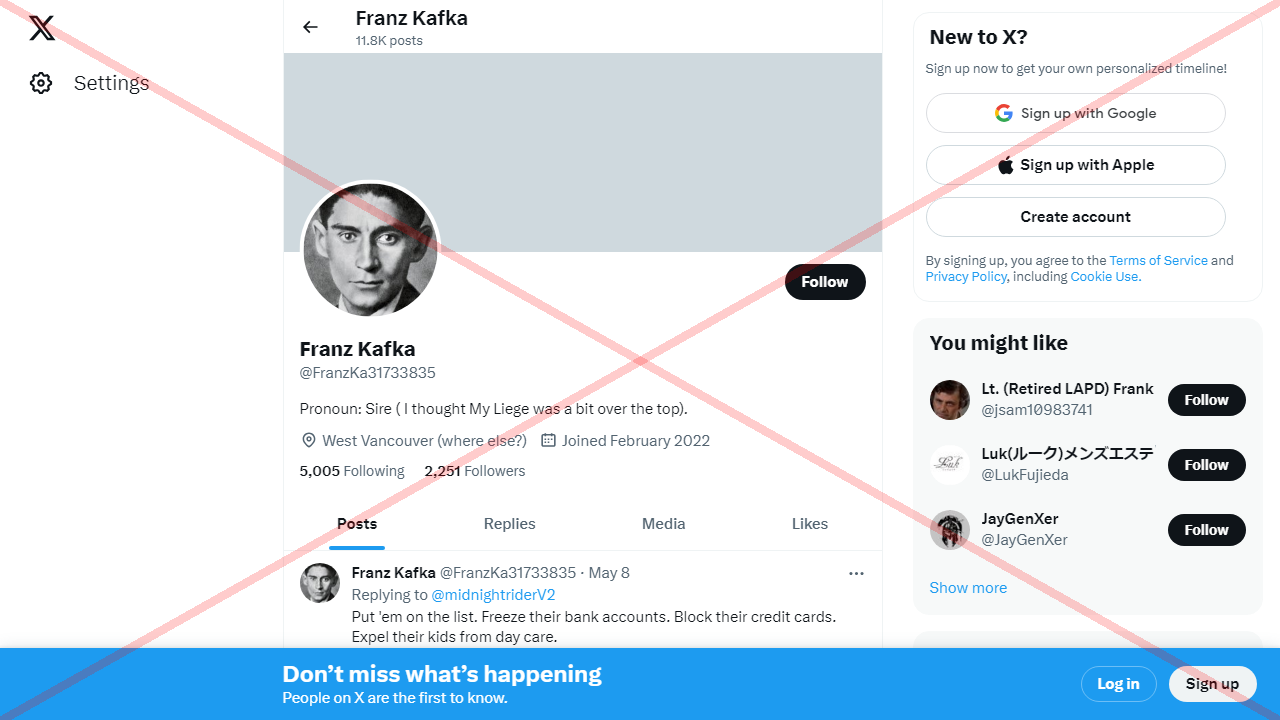 Settings
Franz Kafka
11.8K posts
Follow
Franz Kafka
@FranzKa31733835
Pronoun: Sire ( I thought My Liege was a bit over the top).
West Vancouver (where else?) Joined February 2022
5,005 Following 2,251 Followers
Posts Replies Media Likes
Franz Kafka @FranzKa31733835 · May 8
Replying to @midnightriderV2
Put 'em on the list. Freeze their bank accounts. Block their credit cards.
Expel their kids from day care.
New to X?
Sign up now to get your own personalized timeline!
Sign up with Google
Sign up with Apple
Create account
By signing up, you agree to the Terms of Service and
Privacy Policy, including Cookie Use.
You might like
Lt. (Retired LAPD) Frank
@jsam10983741
Follow
Luk(ルーク)メンズエステ
@LukFujieda
Follow
JayGenXer
@JayGenXer
Follow
Show more
Don’t miss what’s happening
People on X are the first to know.
Log in
Sign up